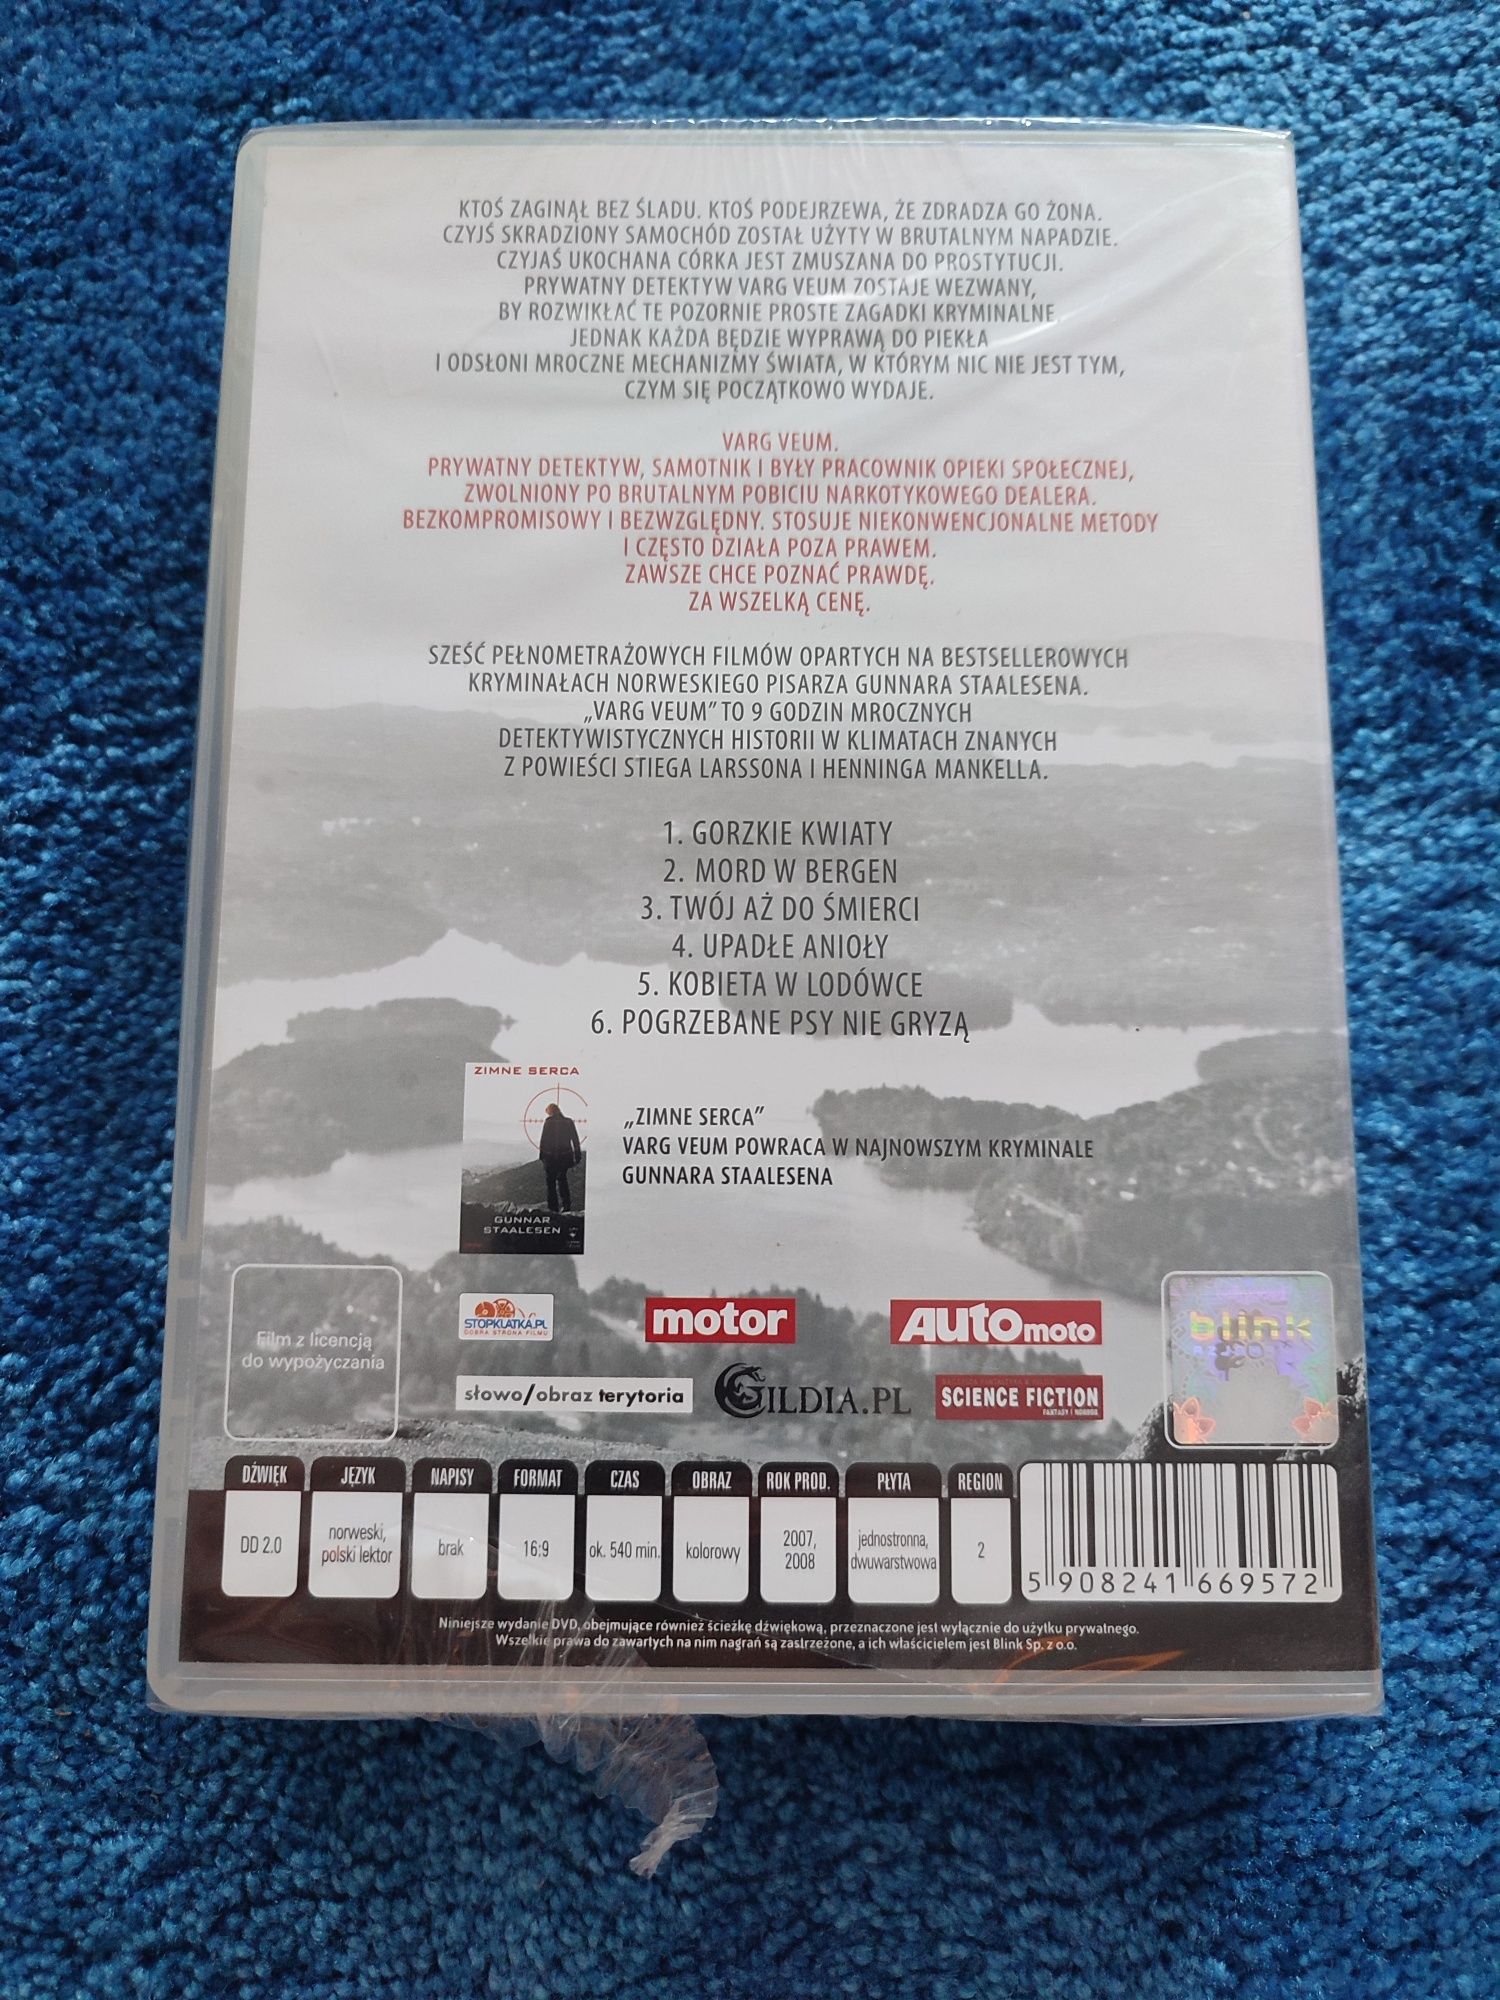 KTOŚ ZAGINĄŁ BEZ ŚLADU. KTOŚ PODEJRZEWA, ŻE ZDRADZA GO ŻONA.
CZYJŚ SKRADZIONY SAMOCHÓD ZOSTAŁ UŻYTY W BRUTALNYM NAPADZIE.
CZYJAŚ UKOCHANA CÓRKA JEST ZMUSZANA DO PROSTYTUCJI.
PRYWATNY DETEKTYW VARG VEUM ZOSTAJE WEZWANY,
BY ROZWIKŁAĆ TE POZORNIE PROSTE ZAGADKI KRYMINALNE.
JEDNAK KAŻDA BĘDZIE WYPRAWĄ DO PIEKŁA
I ODSŁONI MROCZNE MECHANIZMY ŚWIATA, W KTÓRYM NIC NIE JEST TYM,
CZYM SIĘ POCZĄTKOWO WYDAJE.
VARG VEUM.
PRYWATNY DETEKTYW, SAMOTNIK I BYŁY PRACOWNIK OPIEKI SPOŁECZNEJ,
ZWOLNIONY PO BRUTALNYM POBICIU NARKOTYKOWEGO DEALERA.
BEZKOMPROMISOWY I BEZWZGLĘDNY. STOSUJE NIEKONWENCJONALNE METODY
I CZĘSTO DZIAŁA POZA PRAWEM.
ZAWSZE CHCE POZNAĆ PRAWDĘ.
ZA WSZELKĄ CENĘ.
SZEŚĆ PEŁNOMETRAŻOWYCH FILMÓW OPARTYCH NA BESTSELLEROWYCH
KRYMINAŁACH NORWESKIEGO PISARZA GUNNARA STAALESENA.
„VARG VEUM” TO 9 GODZIN MROCZNYCH
DETEKTYWISTYCZNYCH HISTORII W KLIMATACH ZNANYCH
Z POWIEŚCI STIEGA LARSSONA I HENNINGA MANKELLA.
1. GORZKIE KWIATY
2. MORD W BERGEN
3. TWÓJ AŻ DO ŚMIERCI
4. UPADŁE ANIOŁY
5. KOBIETA W LODÓWCE
6. POGRZEBANE PSY NIE GRYZĄ
ZIMNE SERCA
GUNNAR
STAALESEN
„ZIMNE SERCA”
VARG VEUM POWRACA W NAJNOWSZYM KRYMINALE
GUNNARA STAALESENA
Film z licencją
do wypożyczania
STOPKLATKA.PL
DOBRA STRONA FILMU
motor
AUTO moto
blink
słowo/obraz terytoria
GILDIA.PL
SCIENCE FICTION
FANTASY I HORROR
DŹWIĘK JĘZYK NAPISY FORMAT CZAS OBRAZ ROK PROD. PŁYTA REGION
DD 2.0 norweski, polski lektor brak 16:9 ok. 540 min. kolorowy 2007, 2008 jednostronna, dwuwarstwowa 2
5 908241 669572
Niniejsze wydanie DVD, obejmujące również ścieżkę dźwiękową, przeznaczone jest wyłącznie do użytku prywatnego.
Wszelkie prawa do zawartych na nim nagrań są zastrzeżone, a ich właścicielem jest Blink Sp. z o.o.